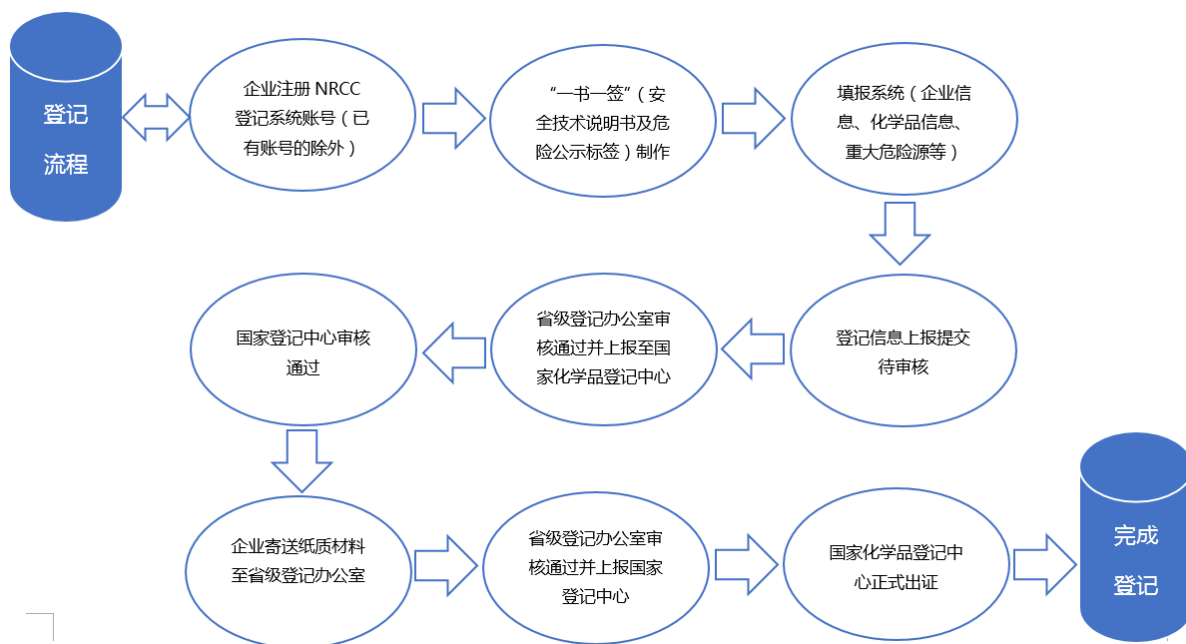 登记
流程
企业注册 NRCC
登记系统账号（已
有账号的除外）
“一书一签”（安
全技术说明书及危
险公示标签）制作
填报系统（企业信
息、化学品信息、
重大危险源等）
登记信息上报提交
待审核
省级登记办公室审
核通过并上报至国
家化学品登记中心
国家登记中心审核
通过
企业寄送纸质材料
至省级登记办公室
省级登记办公室审
核通过并上报国家
登记中心
国家化学品登记中
心正式出证
完成
登记